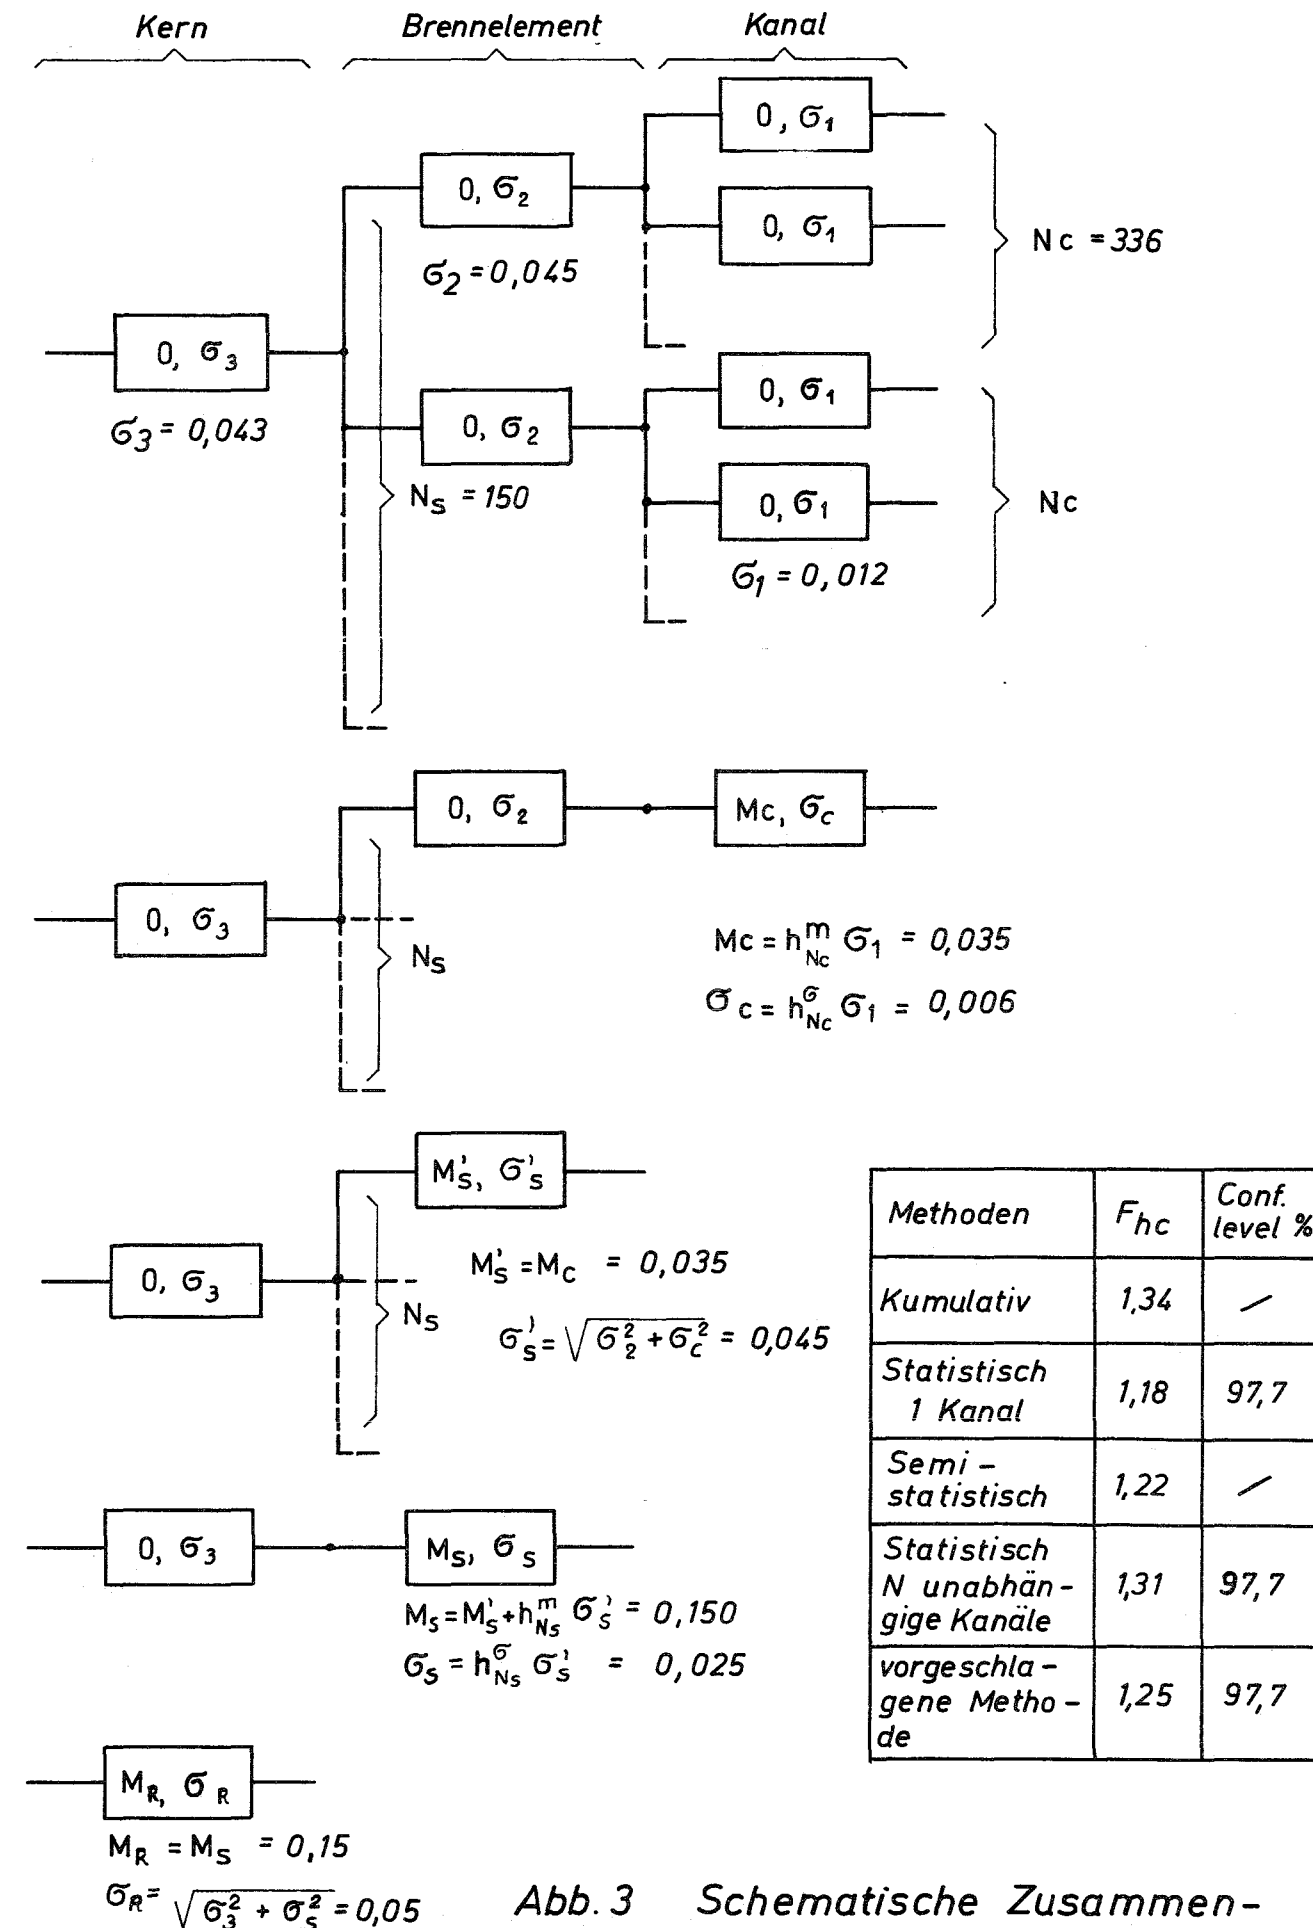 Kern Brennelement Kanal
0, σ₁
0, σ₂
0, σ₁
Nc = 336
σ₂ = 0,045
0, σ₃
σ₃ = 0,043
0, σ₁
0, σ₂
Ns = 150
0, σ₁
Nc
σ₁ = 0,012
0, σ₂
Mc, σc
0, σ₃
Ns
Mc = h^m_Nc σ₁ = 0,035
σc = h^σ_Nc σ₁ = 0,006
M's, σ's
0, σ₃
Ns
M's = Mc = 0,035
σ's = √(σ₂² + σc²) = 0,045
0, σ₃
Ms, σs
Ms = M's + h^m_Ns σ's = 0,150
σs = h^σ_Ns σ's = 0,025
MR, σR
MR = Ms = 0,15
σR = √(σ₃² + σs²) = 0,05
Methoden Fhc Conf.
level %
Kumulativ 1,34 /
Statistisch
1 Kanal 1,18 97,7
Semi -
statistisch 1,22 /
Statistisch
N unabhän - 1,31 97,7
gige Kanäle
vorgeschla -
gene Metho - 1,25 97,7
de
Abb. 3 Schematische Zusammen -